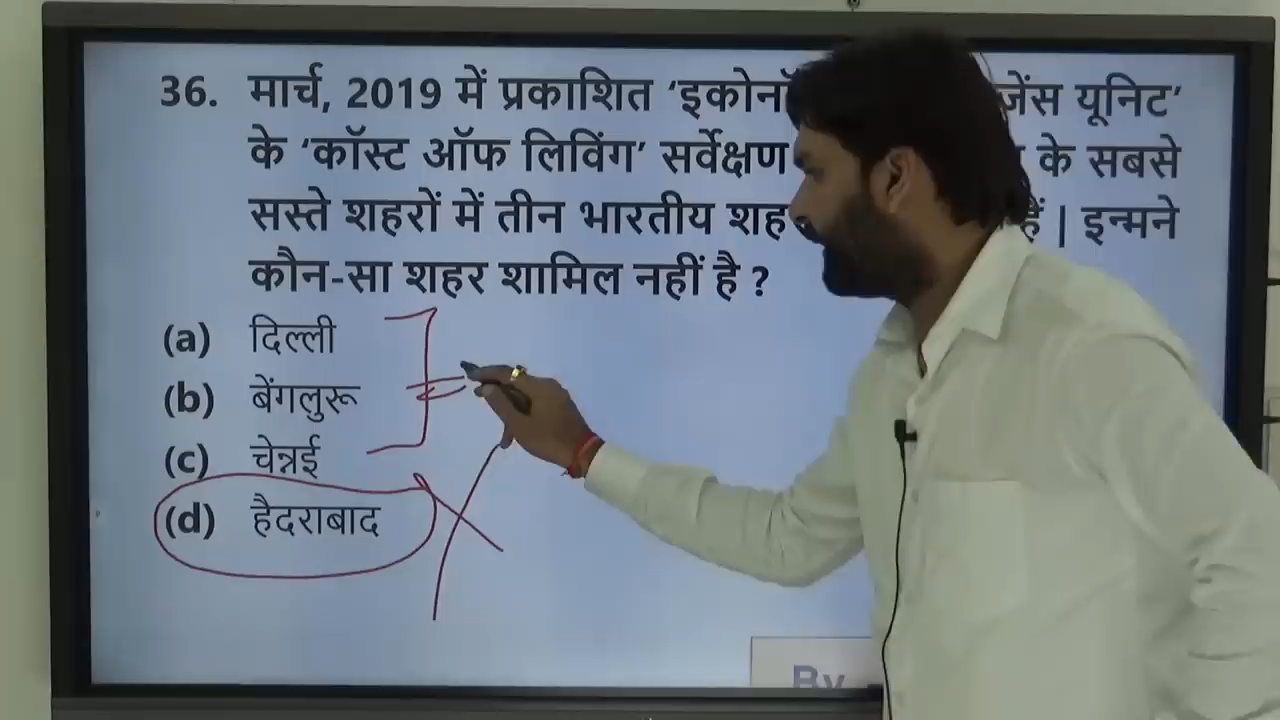 36. मार्च, 2019 में प्रकाशित ‘इकोनॉ जेंस यूनिट’
के ‘कॉस्ट ऑफ लिविंग’ सर्वेक्षण के सबसे
सस्ते शहरों में तीन भारतीय शह हैं | इन्मने
कौन-सा शहर शामिल नहीं है ?
(a) दिल्ली
(b) बेंगलुरू
(c) चेन्नई
(d) हैदराबाद
By